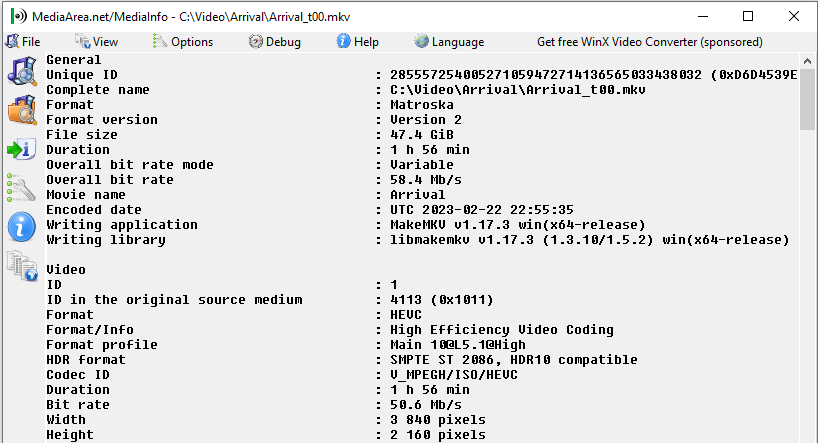 MediaArea.net/MediaInfo - C:\Video\Arrival\Arrival_t00.mkv
File View Options Debug Help Language Get free WinX Video Converter (sponsored)
General
Unique ID : 285557254005271059472714136565033438032 (0xD6D4539E
Complete name : C:\Video\Arrival\Arrival_t00.mkv
Format : Matroska
Format version : Version 2
File size : 47.4 GiB
Duration : 1 h 56 min
Overall bit rate mode : Variable
Overall bit rate : 58.4 Mb/s
Movie name : Arrival
Encoded date : UTC 2023-02-22 22:55:35
Writing application : MakeMKV v1.17.3 win(x64-release)
Writing library : libmakemkv v1.17.3 (1.3.10/1.5.2) win(x64-release)
Video
ID : 1
ID in the original source medium : 4113 (0x1011)
Format : HEVC
Format/Info : High Efficiency Video Coding
Format profile : Main 10@L5.1@High
HDR format : SMPTE ST 2086, HDR10 compatible
Codec ID : V_MPEGH/ISO/HEVC
Duration : 1 h 56 min
Bit rate : 50.6 Mb/s
Width : 3 840 pixels
Height : 2 160 pixels